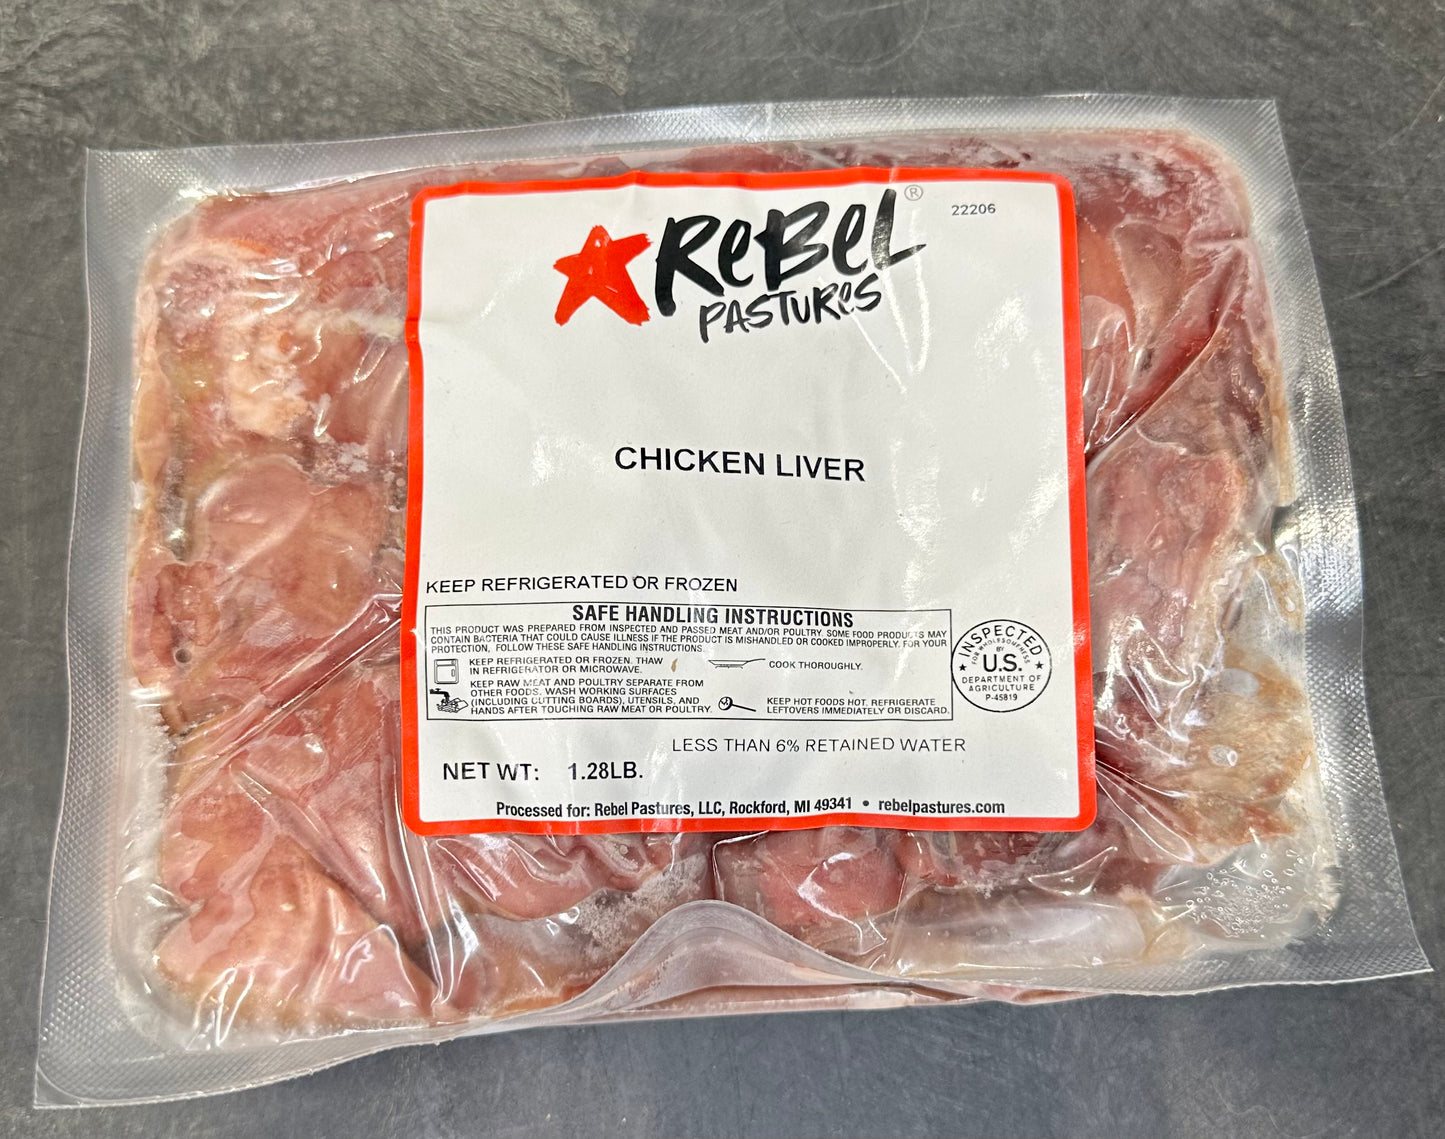 REBEL®
PASTURES
22206
CHICKEN LIVER
KEEP REFRIGERATED OR FROZEN
SAFE HANDLING INSTRUCTIONS
THIS PRODUCT WAS PREPARED FROM INSPECTED AND PASSED MEAT AND/OR POULTRY. SOME FOOD PRODUCTS MAY
CONTAIN BACTERIA THAT COULD CAUSE ILLNESS IF THE PRODUCT IS MISHANDLED OR COOKED IMPROPERLY. FOR YOUR
PROTECTION, FOLLOW THESE SAFE HANDLING INSTRUCTIONS.
KEEP REFRIGERATED OR FROZEN. THAW
IN REFRIGERATOR OR MICROWAVE.
KEEP RAW MEAT AND POULTRY SEPARATE FROM
OTHER FOODS. WASH WORKING SURFACES
(INCLUDING CUTTING BOARDS), UTENSILS, AND
HANDS AFTER TOUCHING RAW MEAT OR POULTRY.
COOK THOROUGHLY.
KEEP HOT FOODS HOT. REFRIGERATE
LEFTOVERS IMMEDIATELY OR DISCARD.
INSPECTED
FOR WHOLESOMENESS
BY
U.S.
DEPARTMENT OF
AGRICULTURE
P-45819
LESS THAN 6% RETAINED WATER
NET WT: 1.28LB.
Processed for: Rebel Pastures, LLC, Rockford, MI 49341 • rebelpastures.com